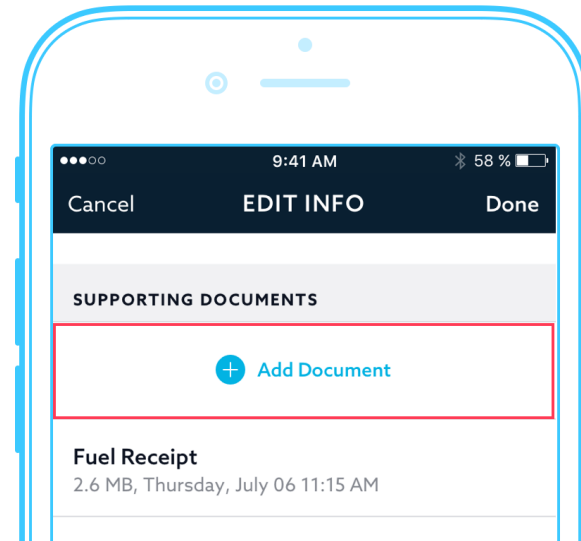 9:41 AM 58 %
Cancel EDIT INFO Done
SUPPORTING DOCUMENTS
Add Document
Fuel Receipt
2.6 MB, Thursday, July 06 11:15 AM